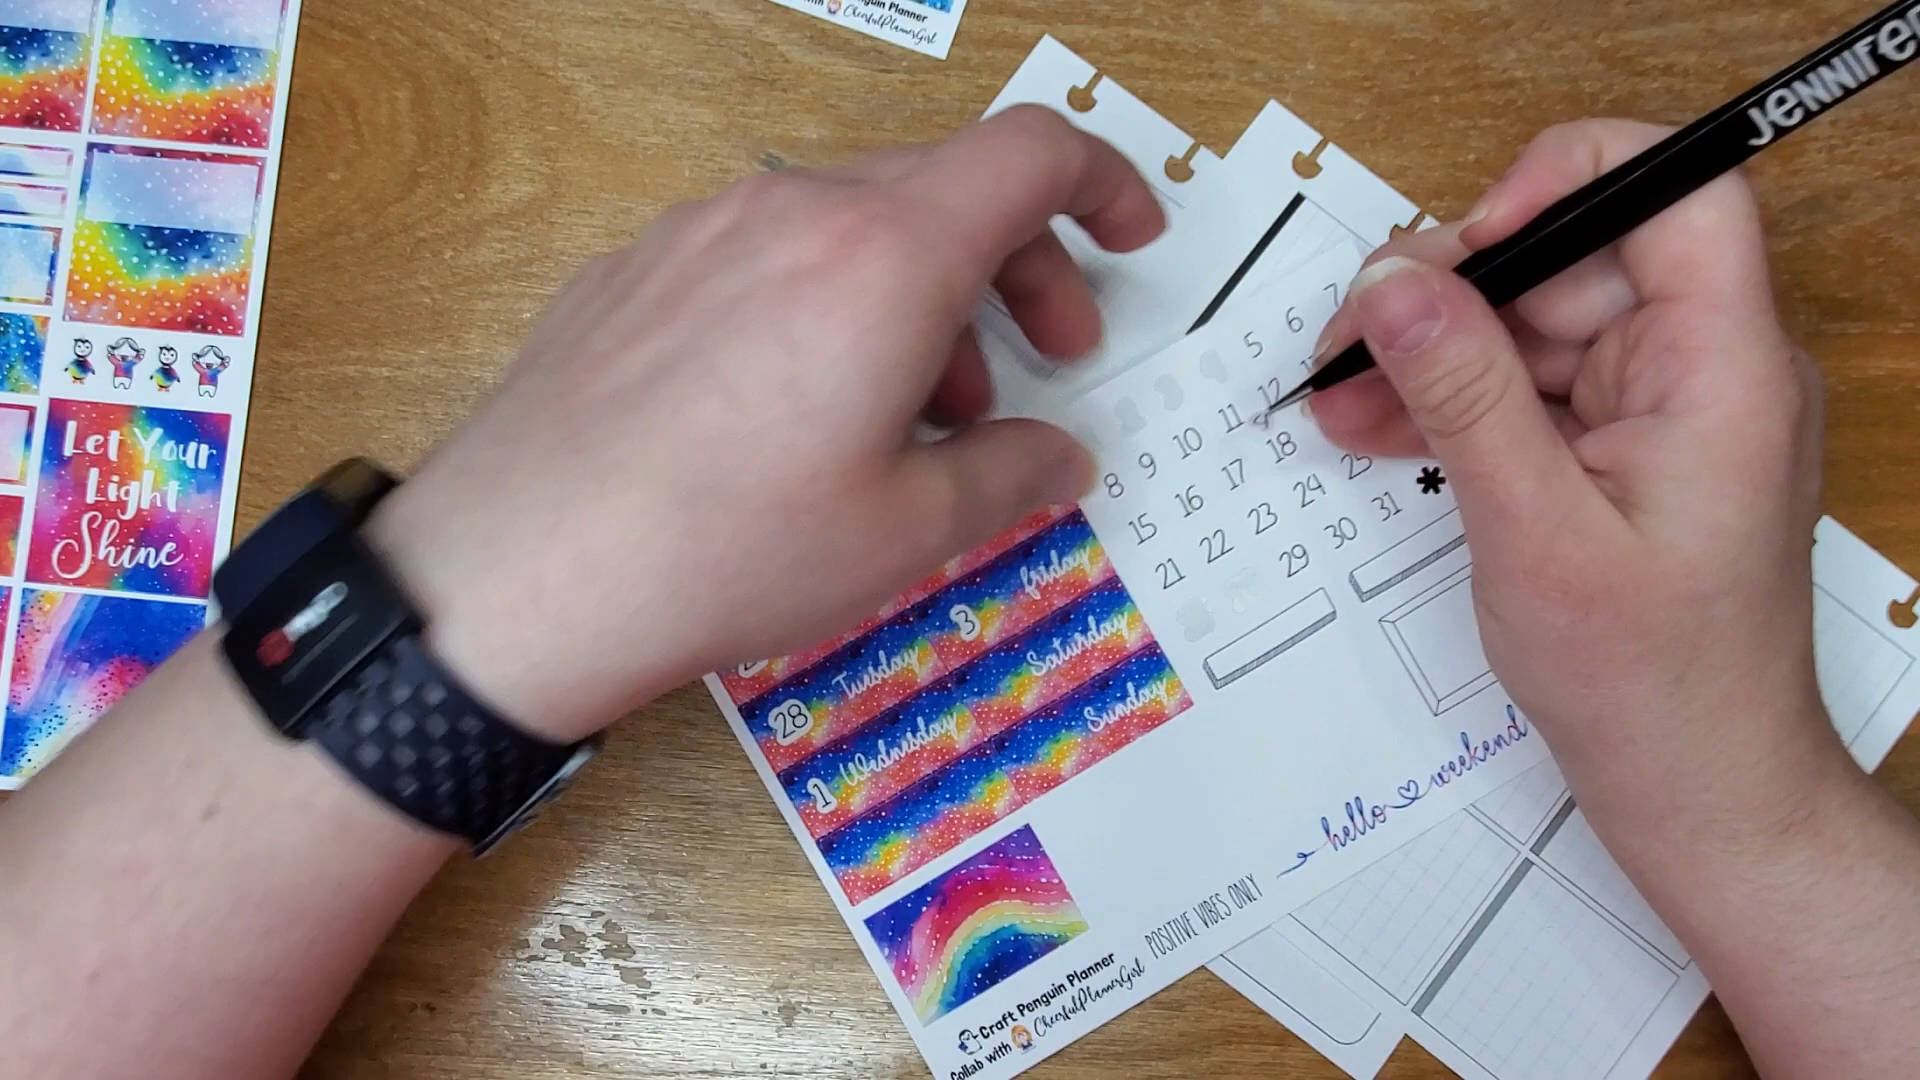 Penguin Planner
with CheerfulPlannerGirl
JENNIFER
Let Your
Light
Shine
5 6 7
8 9 10 11 12
15 16 17 18
21 22 23 24 25
29 30 31 *
friday
3
Saturday
Tuesday
28
Sunday
Wednesday
1
hello weekend
POSITIVE VIBES ONLY
Craft Penguin Planner
Collab with CheerfulPlannerGirl